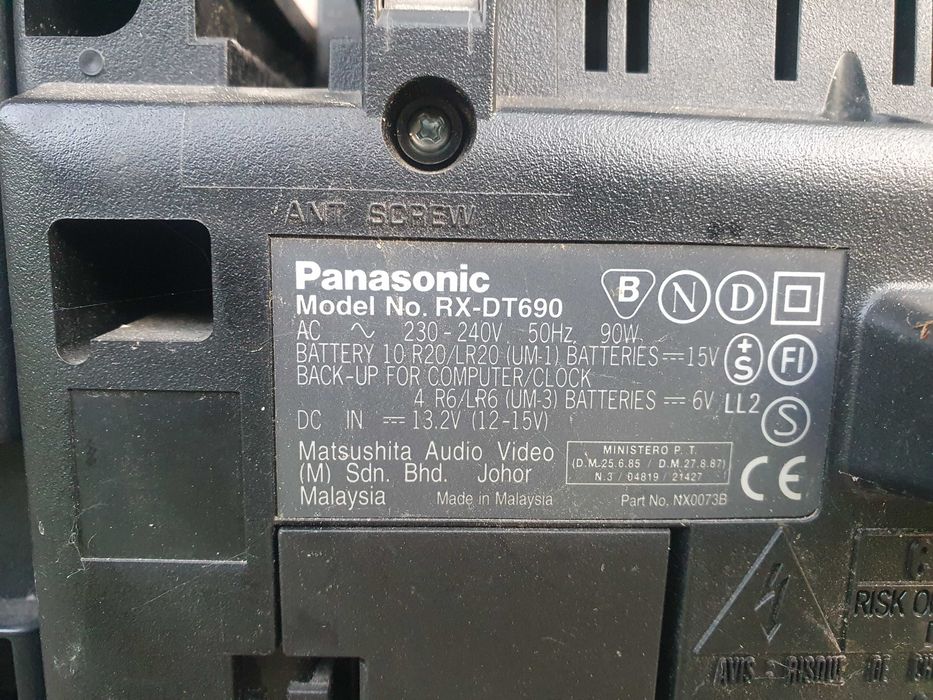 ANT SCREW
Panasonic
Model No. RX-DT690
B N D
AC ~ 230-240V 50Hz 90W
BATTERY 10 R20/LR20 (UM-1) BATTERIES ⎓ 15V
+S FI
BACK-UP FOR COMPUTER/CLOCK
4 R6/LR6 (UM-3) BATTERIES ⎓ 6V LL2
S
DC IN ⎓ 13.2V (12-15V)
Matsushita Audio Video
(M) Sdn. Bhd. Johor
Malaysia Made in Malaysia
MINISTERO P. T.
(D.M.25.6.85 / D.M.27.8.87)
N.3 / 04819 / 21427
CE
Part No. NX0073B
RISK
AVIS RISQUE DE